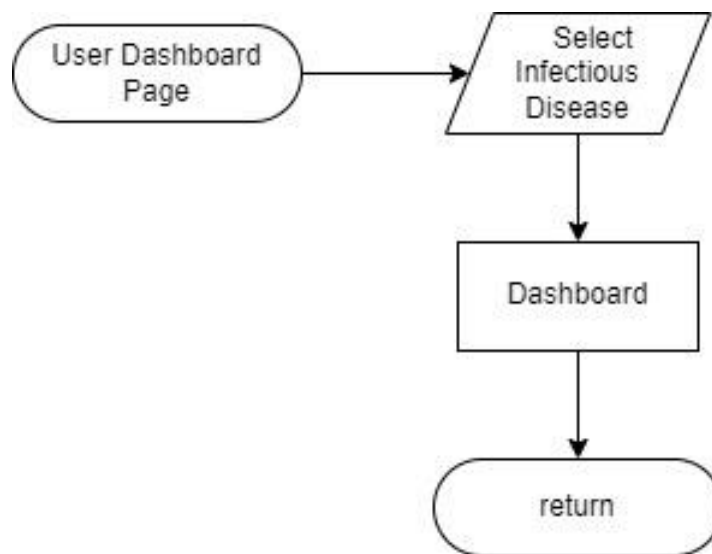 User Dashboard
Page
Select
Infectious
Disease
Dashboard
return